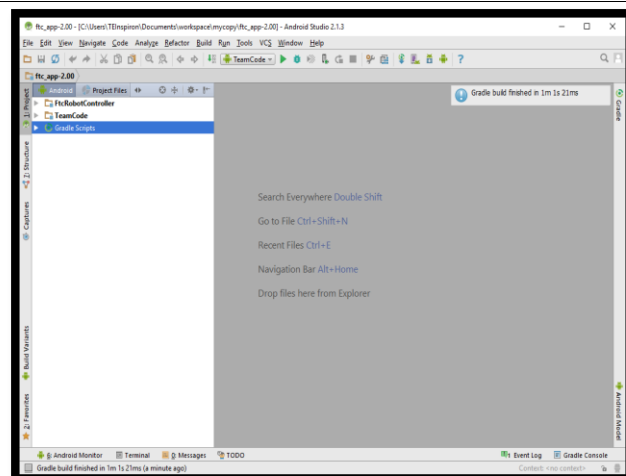 ftc_app-2.00 - [C:\Users\TEInspiron\Documents\workspace\mycopy\ftc_app-2.00] - Android Studio 2.1.3
File Edit View Navigate Code Analyze Refactor Build Run Tools VCS Window Help
TeamCode
ftc_app-2.00
1: Project
Android Project Files
Gradle build finished in 1m 1s 21ms
Gradle
FtcRobotController
TeamCode
Gradle Scripts
Z: Structure
Captures
Search Everywhere Double Shift
Go to File Ctrl+Shift+N
Recent Files Ctrl+E
Navigation Bar Alt+Home
Drop files here from Explorer
Build Variants
2: Favorites
Android Model
6: Android Monitor Terminal 0: Messages TODO
Event Log Gradle Console
Gradle build finished in 1m 1s 21ms (a minute ago)
Context: <no context>